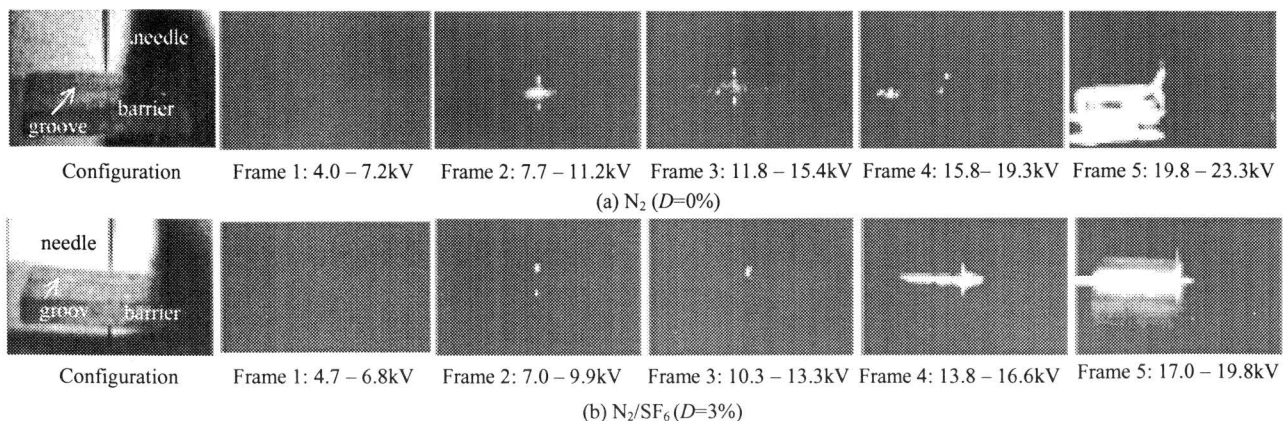 needle
barrier
groove
Configuration Frame 1: 4.0 – 7.2kV Frame 2: 7.7 – 11.2kV Frame 3: 11.8 – 15.4kV Frame 4: 15.8– 19.3kV Frame 5: 19.8 – 23.3kV
(a) N₂ (D=0%)
needle
groov barrier
Configuration Frame 1: 4.7 – 6.8kV Frame 2: 7.0 – 9.9kV Frame 3: 10.3 – 13.3kV Frame 4: 13.8 – 16.6kV Frame 5: 17.0 – 19.8kV
(b) N₂/SF₆ (D=3%)